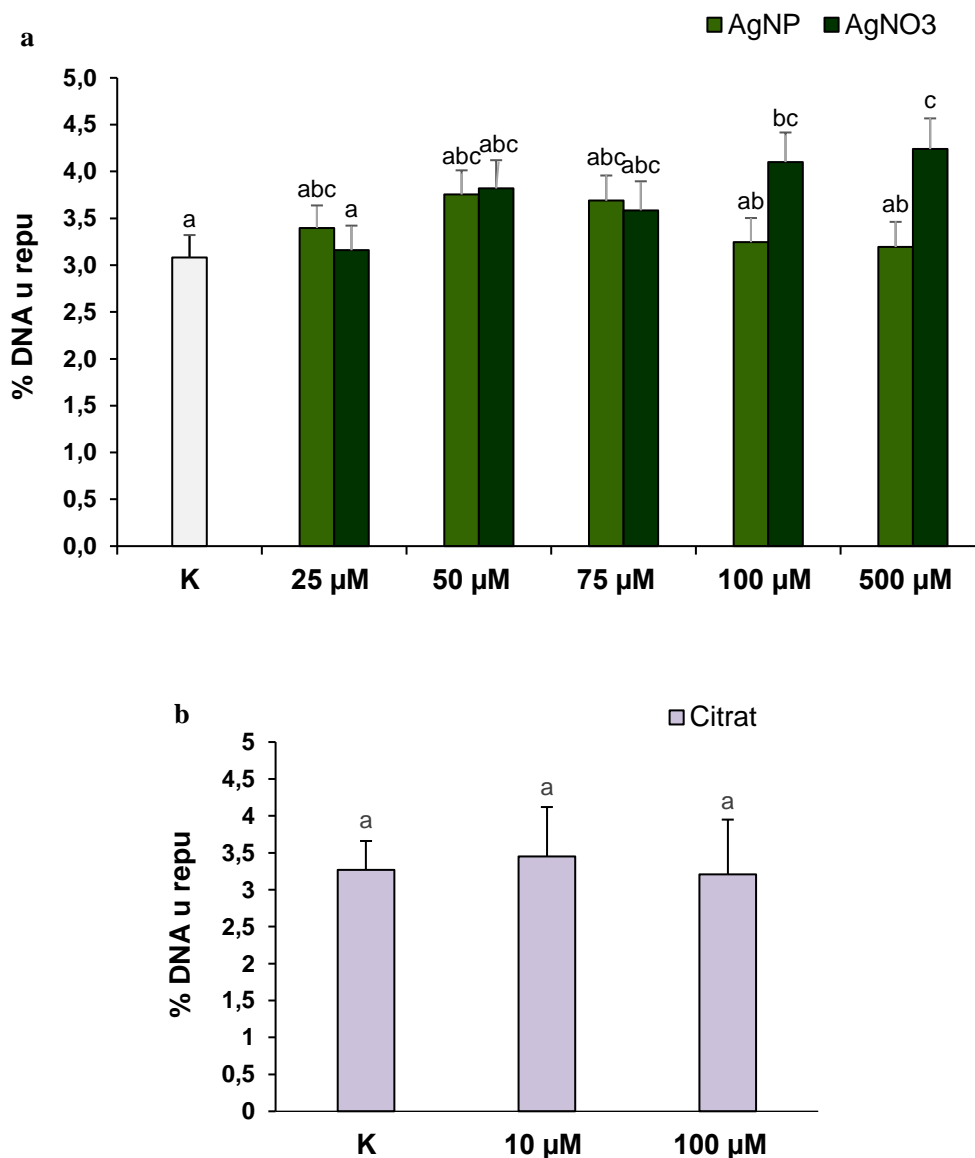 AgNP AgNO3
a
% DNA u repu
5,0
4,5
4,0
3,5
3,0
2,5
2,0
1,5
1,0
0,5
0,0
a
abc
a
abc
abc
abc
abc
ab
bc
ab
c
K 25 µM 50 µM 75 µM 100 µM 500 µM
b
Citrat
% DNA u repu
5
4,5
4
3,5
3
2,5
2
1,5
1
0,5
0
a
a
a
K 10 µM 100 µM